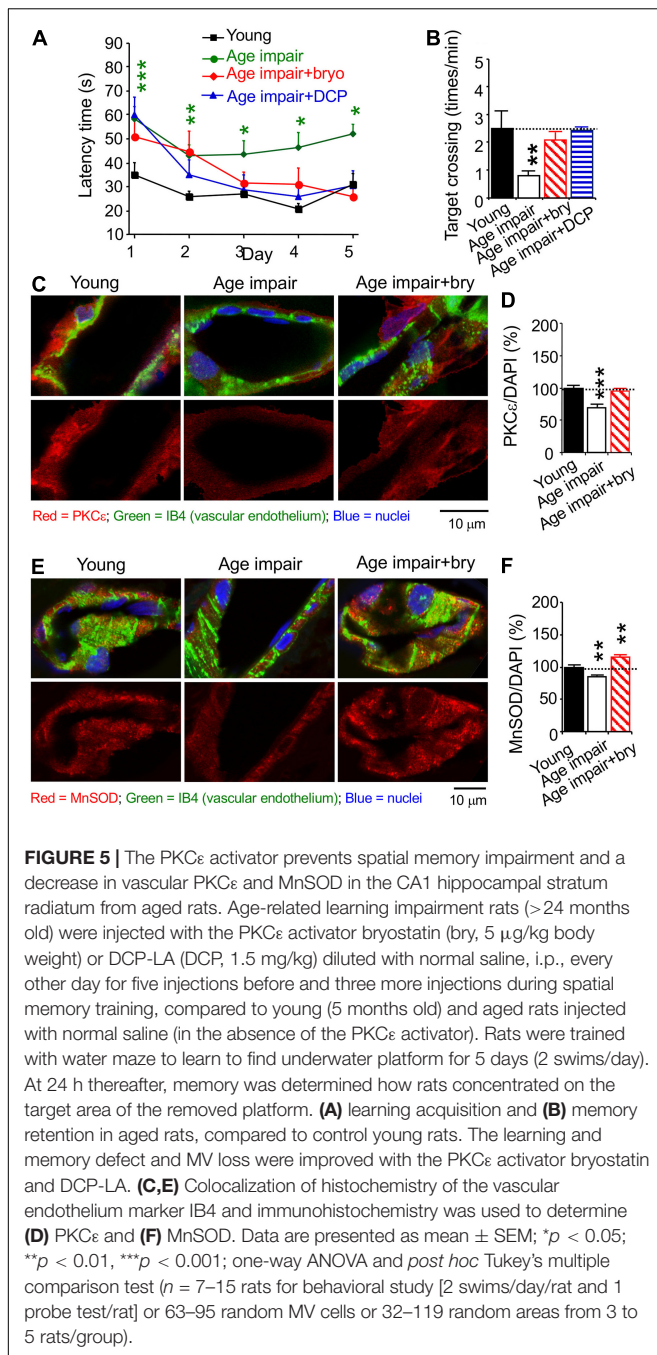 A
Young
Age impair
Age impair+bryo
Age impair+DCP
Latency time (s)
90
80
70
60
50
40
30
20
10
***
**
*
*
*
1
2
3
4
5
Day
B
Target crossing (times/min)
5
4
3
2
1
0
**
Young
Age impair
Age impair+bry
Age impair+DCP
C
Young
Age impair
Age impair+bry
Red = PKCε; Green = IB4 (vascular endothelium); Blue = nuclei
10 μm
D
PKCε/DAPI (%)
200
150
100
50
0
***
Young
Age impair
Age impair+bry
E
Young
Age impair
Age impair+bry
Red = MnSOD; Green = IB4 (vascular endothelium); Blue = nuclei
10 μm
F
MnSOD/DAPI (%)
200
150
100
50
0
**
**
Young
Age impair
Age impair+bry
FIGURE 5 | The PKCε activator prevents spatial memory impairment and a
decrease in vascular PKCε and MnSOD in the CA1 hippocampal stratum
radiatum from aged rats. Age-related learning impairment rats (>24 months
old) were injected with the PKCε activator bryostatin (bry, 5 μg/kg body
weight) or DCP-LA (DCP, 1.5 mg/kg) diluted with normal saline, i.p., every
other day for five injections before and three more injections during spatial
memory training, compared to young (5 months old) and aged rats injected
with normal saline (in the absence of the PKCε activator). Rats were trained
with water maze to learn to find underwater platform for 5 days (2 swims/day).
At 24 h thereafter, memory was determined how rats concentrated on the
target area of the removed platform. (A) learning acquisition and (B) memory
retention in aged rats, compared to control young rats. The learning and
memory defect and MV loss were improved with the PKCε activator bryostatin
and DCP-LA. (C,E) Colocalization of histochemistry of the vascular
endothelium marker IB4 and immunohistochemistry was used to determine
(D) PKCε and (F) MnSOD. Data are presented as mean ± SEM; *p < 0.05;
**p < 0.01, ***p < 0.001; one-way ANOVA and post hoc Tukey's multiple
comparison test (n = 7–15 rats for behavioral study [2 swims/day/rat and 1
probe test/rat] or 63–95 random MV cells or 32–119 random areas from 3 to
5 rats/group).